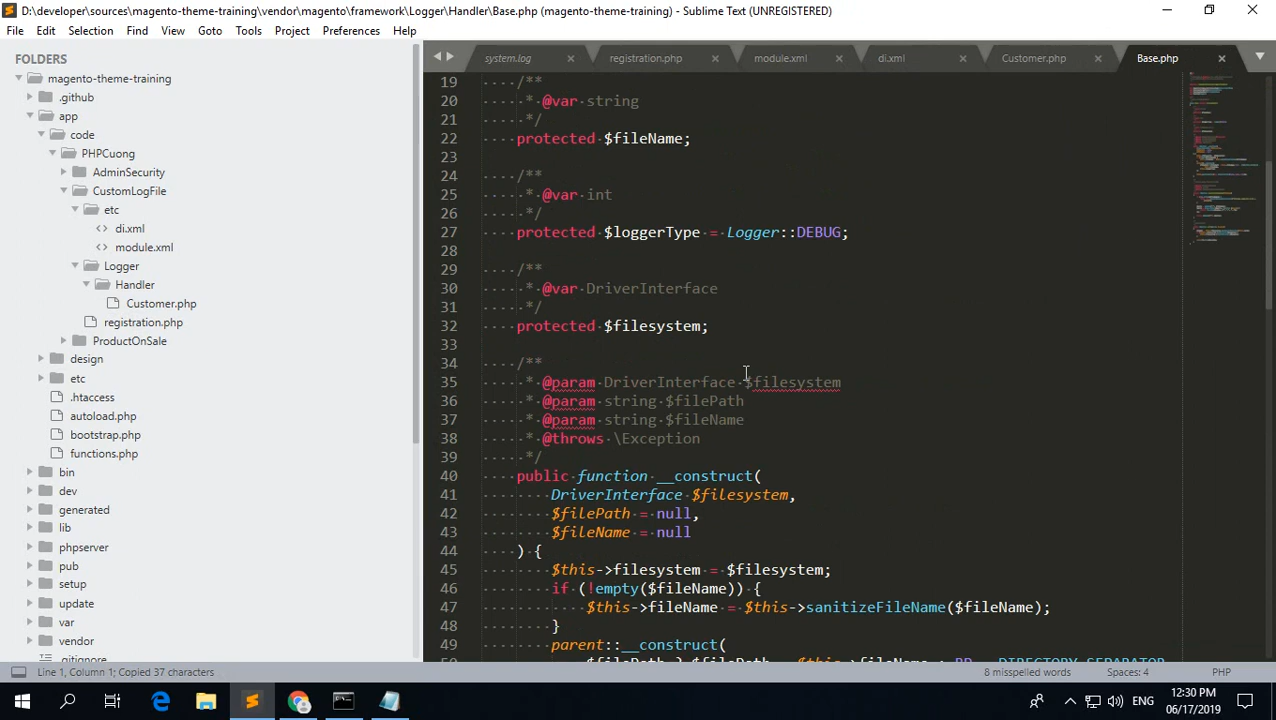 D:\developer\sources\magento-theme-training\vendor\magento\framework\Logger\Handler\Base.php (magento-theme-training) - Sublime Text (UNREGISTERED)
File Edit Selection Find View Goto Tools Project Preferences Help
FOLDERS
magento-theme-training
.github
app
code
PHPCuong
AdminSecurity
CustomLogFile
etc
di.xml
module.xml
Logger
Handler
Customer.php
registration.php
ProductOnSale
design
etc
.htaccess
autoload.php
bootstrap.php
functions.php
bin
dev
generated
lib
phpserver
pub
setup
update
var
vendor
.gitignore
system.log registration.php module.xml di.xml Customer.php Base.php
19 /**
20 * @var string
21 */
22 protected $fileName;
23
24 /**
25 * @var int
26 */
27 protected $loggerType = Logger::DEBUG;
28
29 /**
30 * @var DriverInterface
31 */
32 protected $filesystem;
33
34 /**
35 * @param DriverInterface $filesystem
36 * @param string $filePath
37 * @param string $fileName
38 * @throws \Exception
39 */
40 public function __construct(
41 DriverInterface $filesystem,
42 $filePath = null,
43 $fileName = null
44 ) {
45 $this->filesystem = $filesystem;
46 if (!empty($fileName)) {
47 $this->fileName = $this->sanitizeFileName($fileName);
48 }
49 parent::__construct(
Line 1, Column 1; Copied 37 characters 8 misspelled words Spaces: 4 PHP
ENG 12:30 PM
06/17/2019